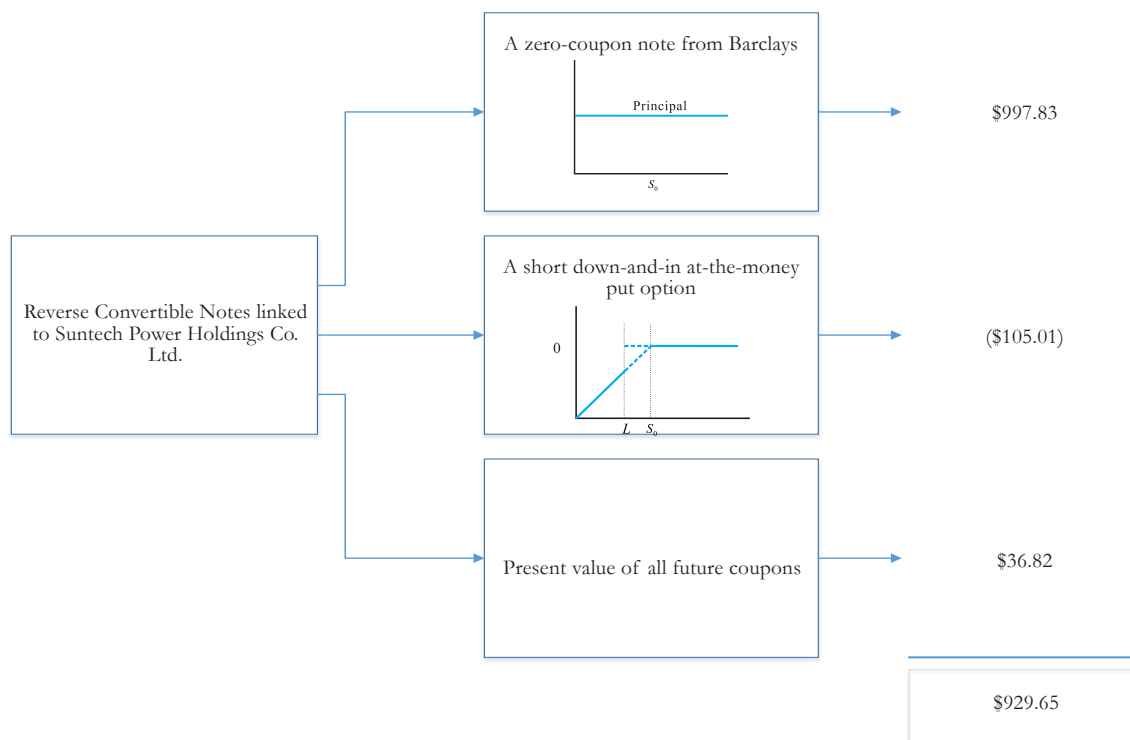 A zero-coupon note from Barclays
Principal
S₀
$997.83
Reverse Convertible Notes linked
to Suntech Power Holdings Co.
Ltd.
A short down-and-in at-the-money
put option
0
L S₀
($105.01)
Present value of all future coupons
$36.82
$929.65